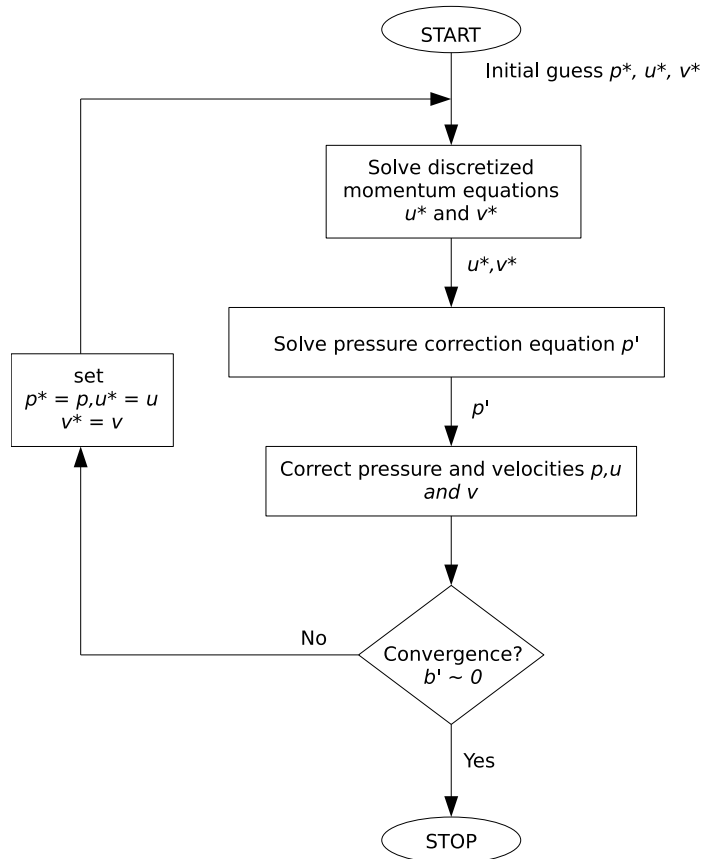 START
Initial guess p*, u*, v*
Solve discretized
momentum equations
u* and v*
u*,v*
Solve pressure correction equation p'
set
p* = p,u* = u
v* = v
p'
Correct pressure and velocities p,u
and v
No
Convergence?
b' ~ 0
Yes
STOP